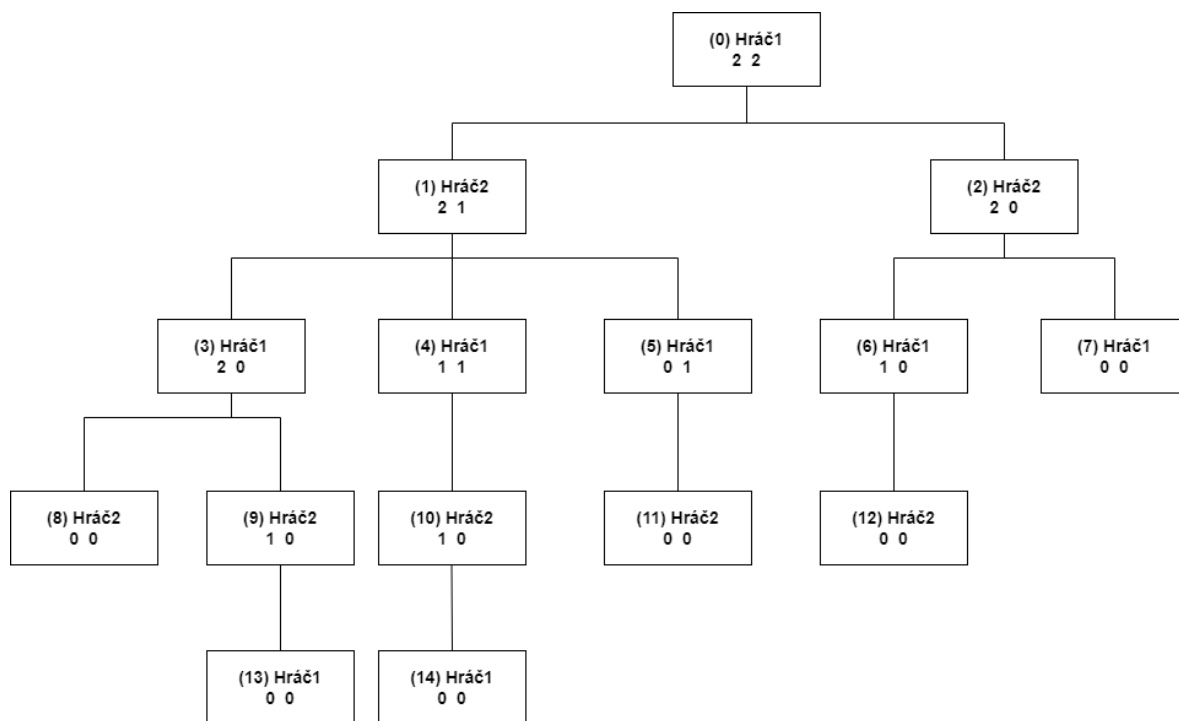 (0) Hráč1
2 2
(1) Hráč2
2 1
(2) Hráč2
2 0
(3) Hráč1
2 0
(4) Hráč1
1 1
(5) Hráč1
0 1
(6) Hráč1
1 0
(7) Hráč1
0 0
(8) Hráč2
0 0
(9) Hráč2
1 0
(10) Hráč2
1 0
(11) Hráč2
0 0
(12) Hráč2
0 0
(13) Hráč1
0 0
(14) Hráč1
0 0